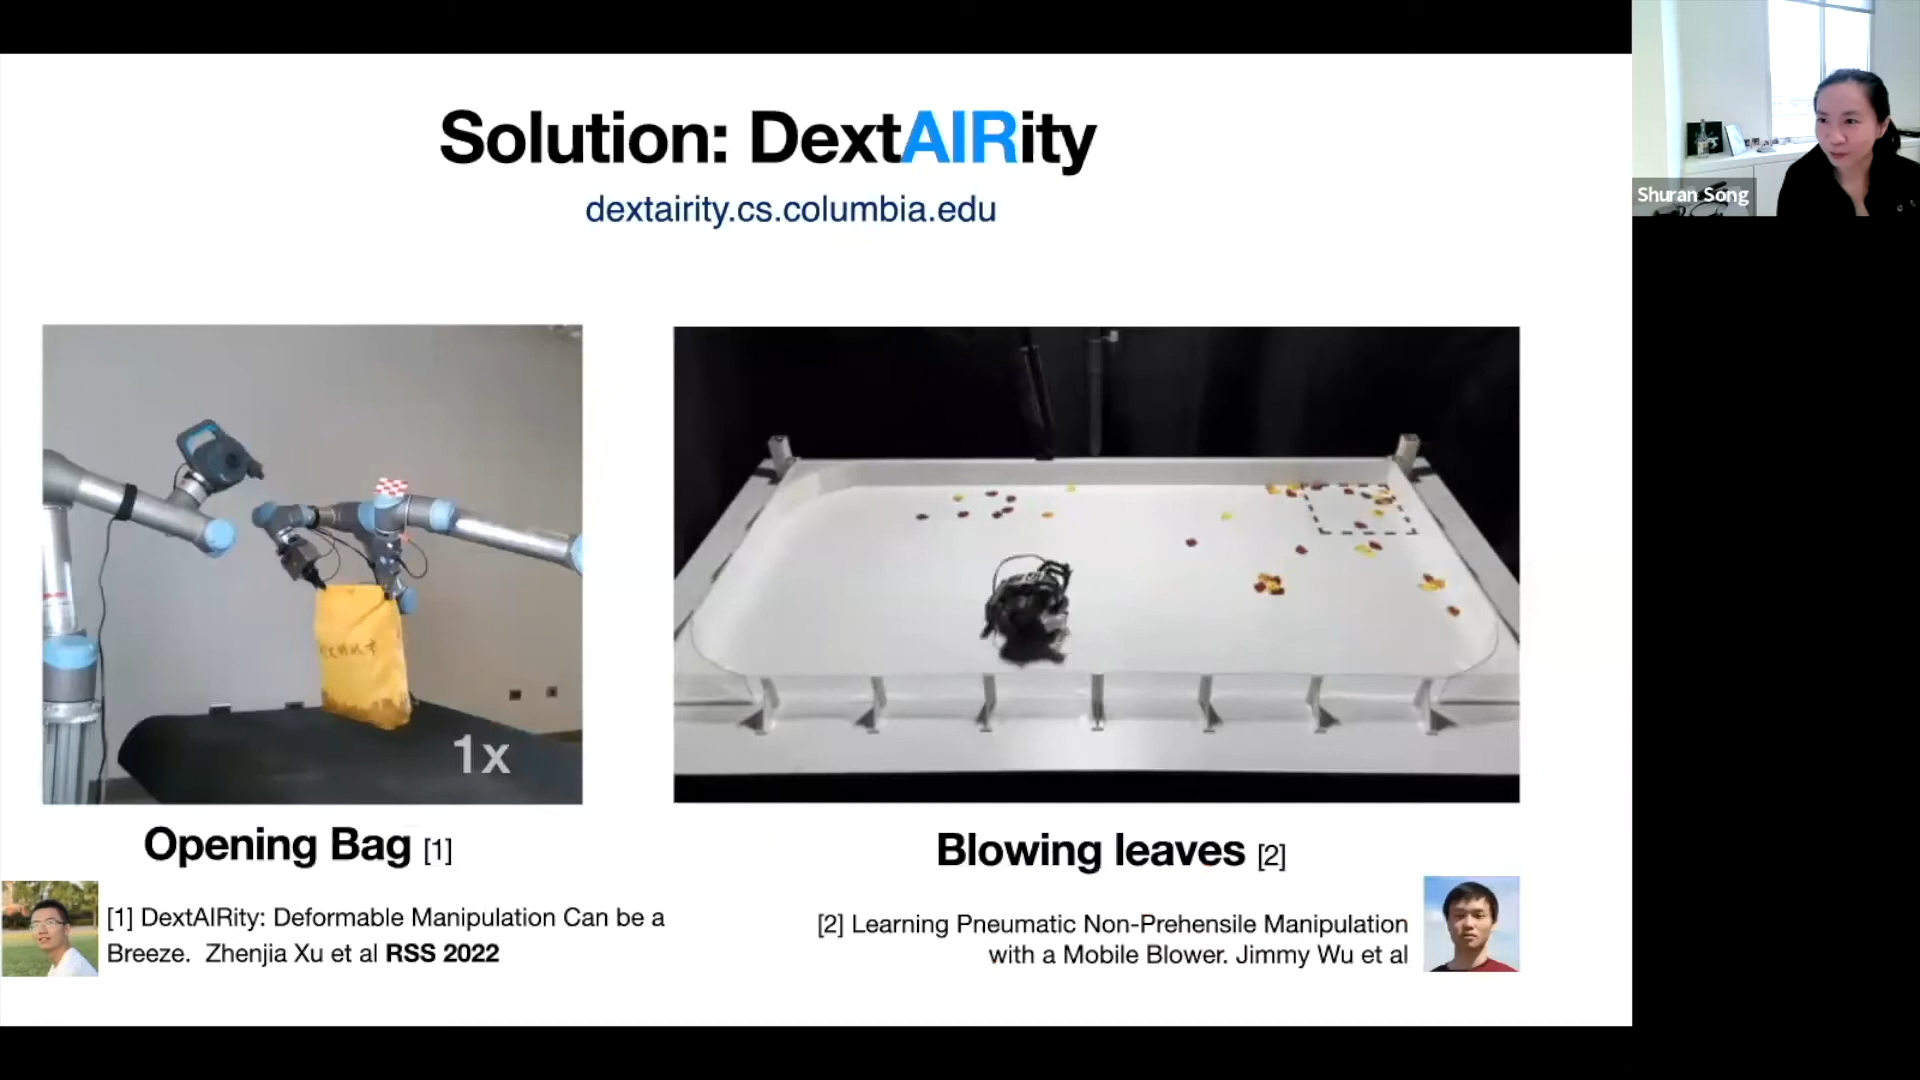 Solution: DextAIRity
dextairity.cs.columbia.edu
Shuran Song
1x
Opening Bag [1]
Blowing leaves [2]
[1] DextAIRity: Deformable Manipulation Can be a
Breeze. Zhenjia Xu et al RSS 2022
[2] Learning Pneumatic Non-Prehensile Manipulation
with a Mobile Blower. Jimmy Wu et al